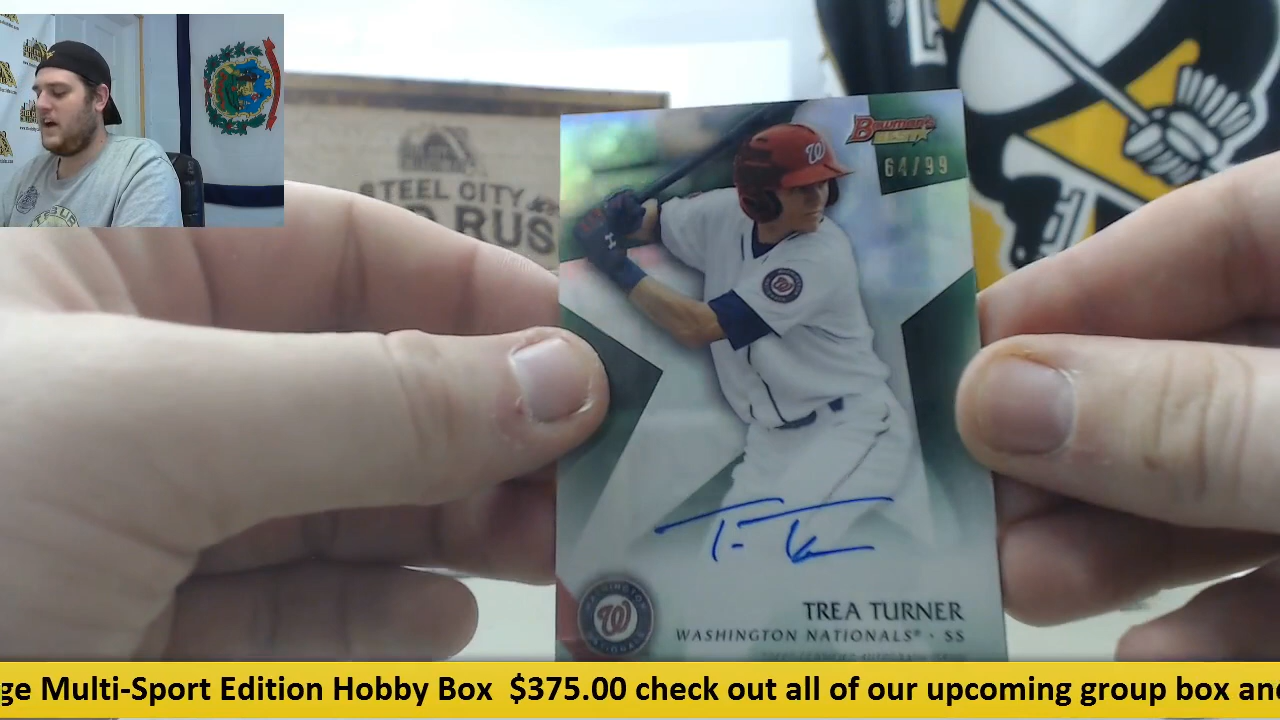 Bowman's
Best
64/99
STEEL CITY
RUS
TREA TURNER
WASHINGTON NATIONALS® · SS
ge Multi-Sport Edition Hobby Box $375.00 check out all of our upcoming group box and